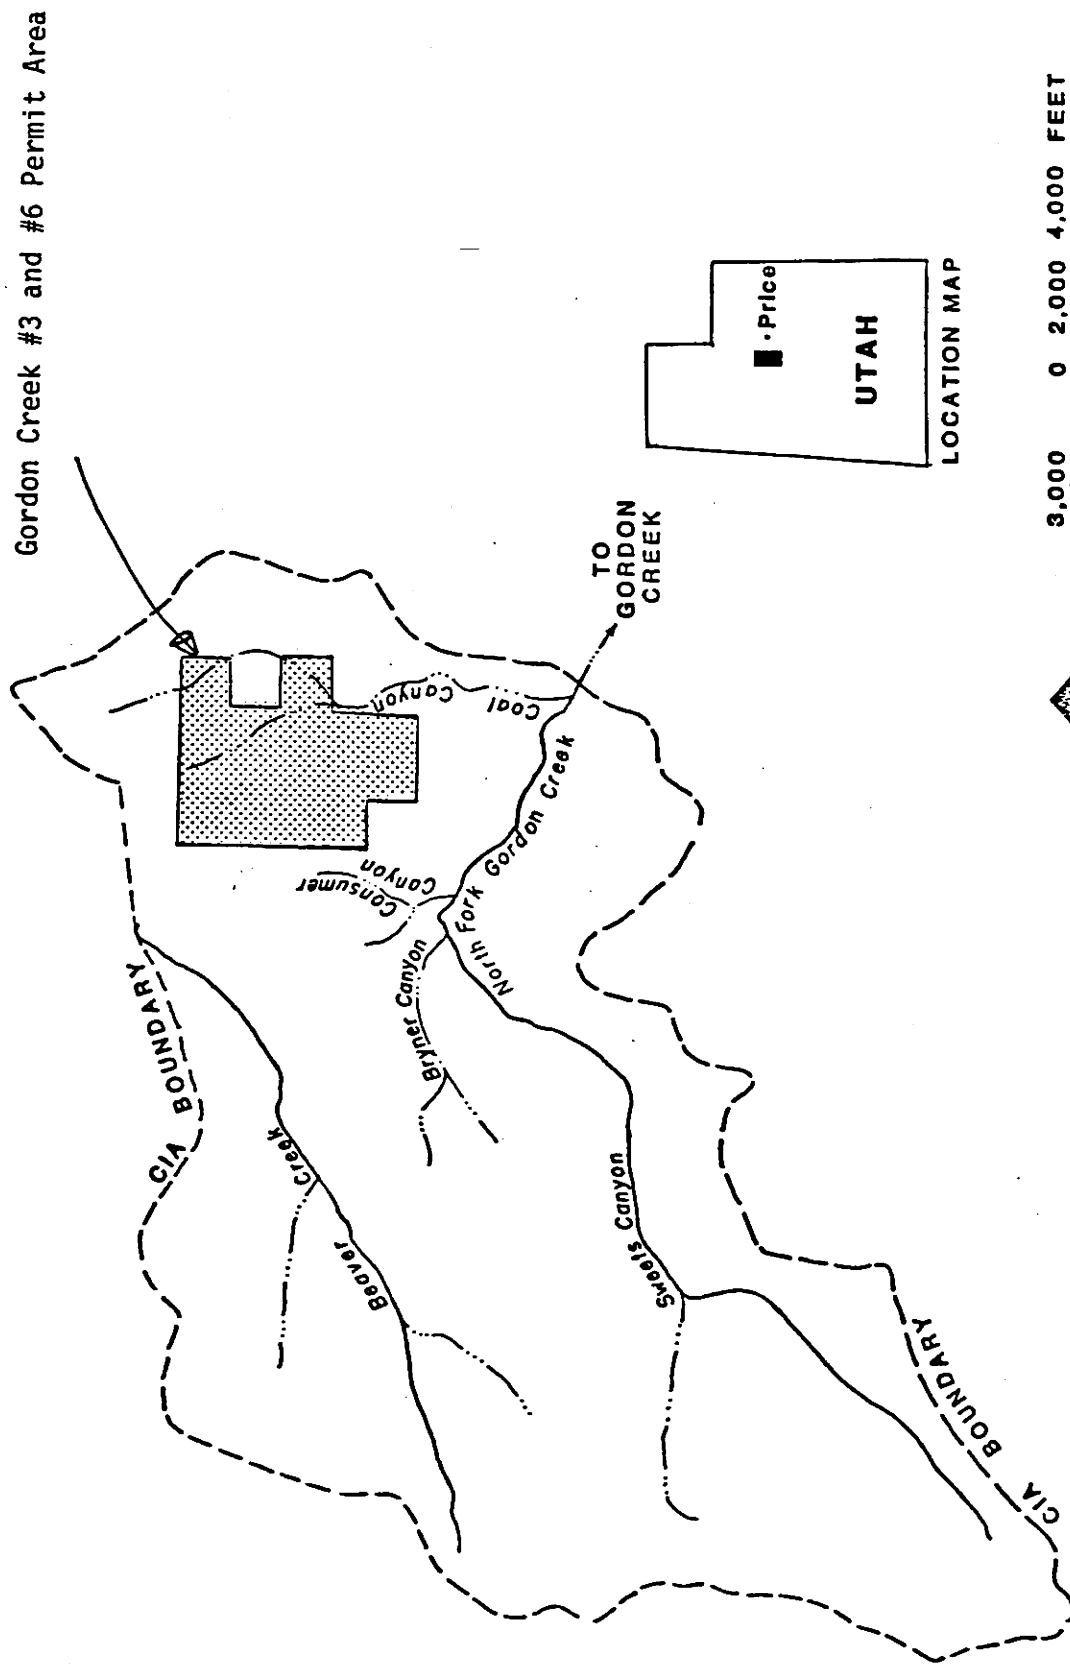 Gordon Creek #3 and #6 Permit Area
CIA BOUNDARY
Beaver Creek
Bryner Canyon
Consumer
Canyon
Coal Canyon
North Fork Gordon Creek
Sweets Canyon
TO
GORDON
CREEK
CIA BOUNDARY
• Price
UTAH
LOCATION MAP
3,000 0 2,000 4,000 FEET